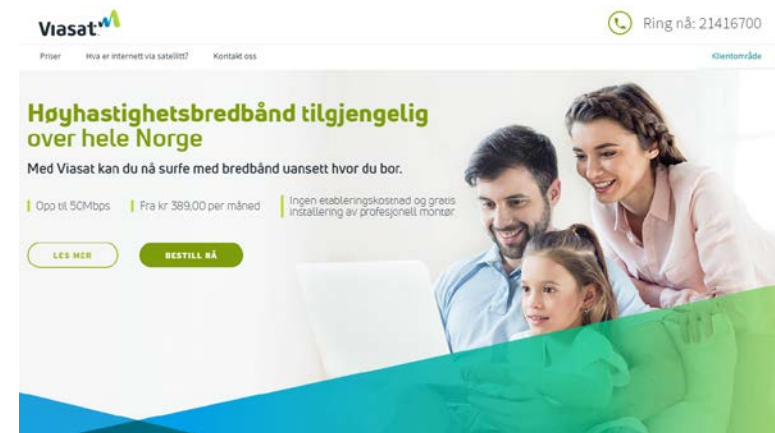 Viasat
Ring nå: 21416700
Priser
Hva er internett via satellitt?
Kontakt oss
Klientområde
Høyhastighetsbredbånd tilgjengelig
over hele Norge
Med Viasat kan du nå surfe med bredbånd uansett hvor du bor.
Opp til 50Mbps
Fra kr 389,00 per måned
Ingen etableringskostnad og gratis
installering av profesjonell montør
LES MER
BESTILL NÅ